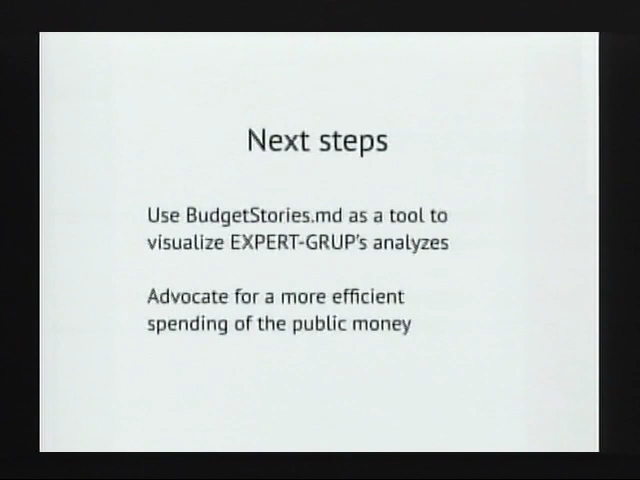 Next steps
Use BudgetStories.md as a tool to
visualize EXPERT-GRUP's analyzes
Advocate for a more efficient
spending of the public money